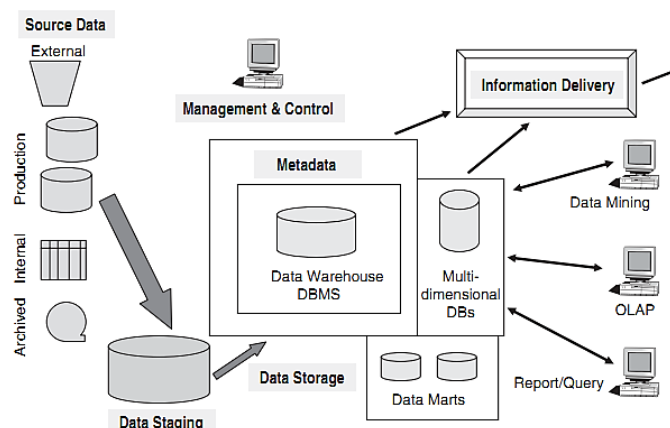 Source Data
External
Production
Internal
Archived
Management & Control
Information Delivery
Metadata
Data Warehouse
DBMS
Multi-
dimensional
DBs
Data Mining
OLAP
Report/Query
Data Storage
Data Marts
Data Staging